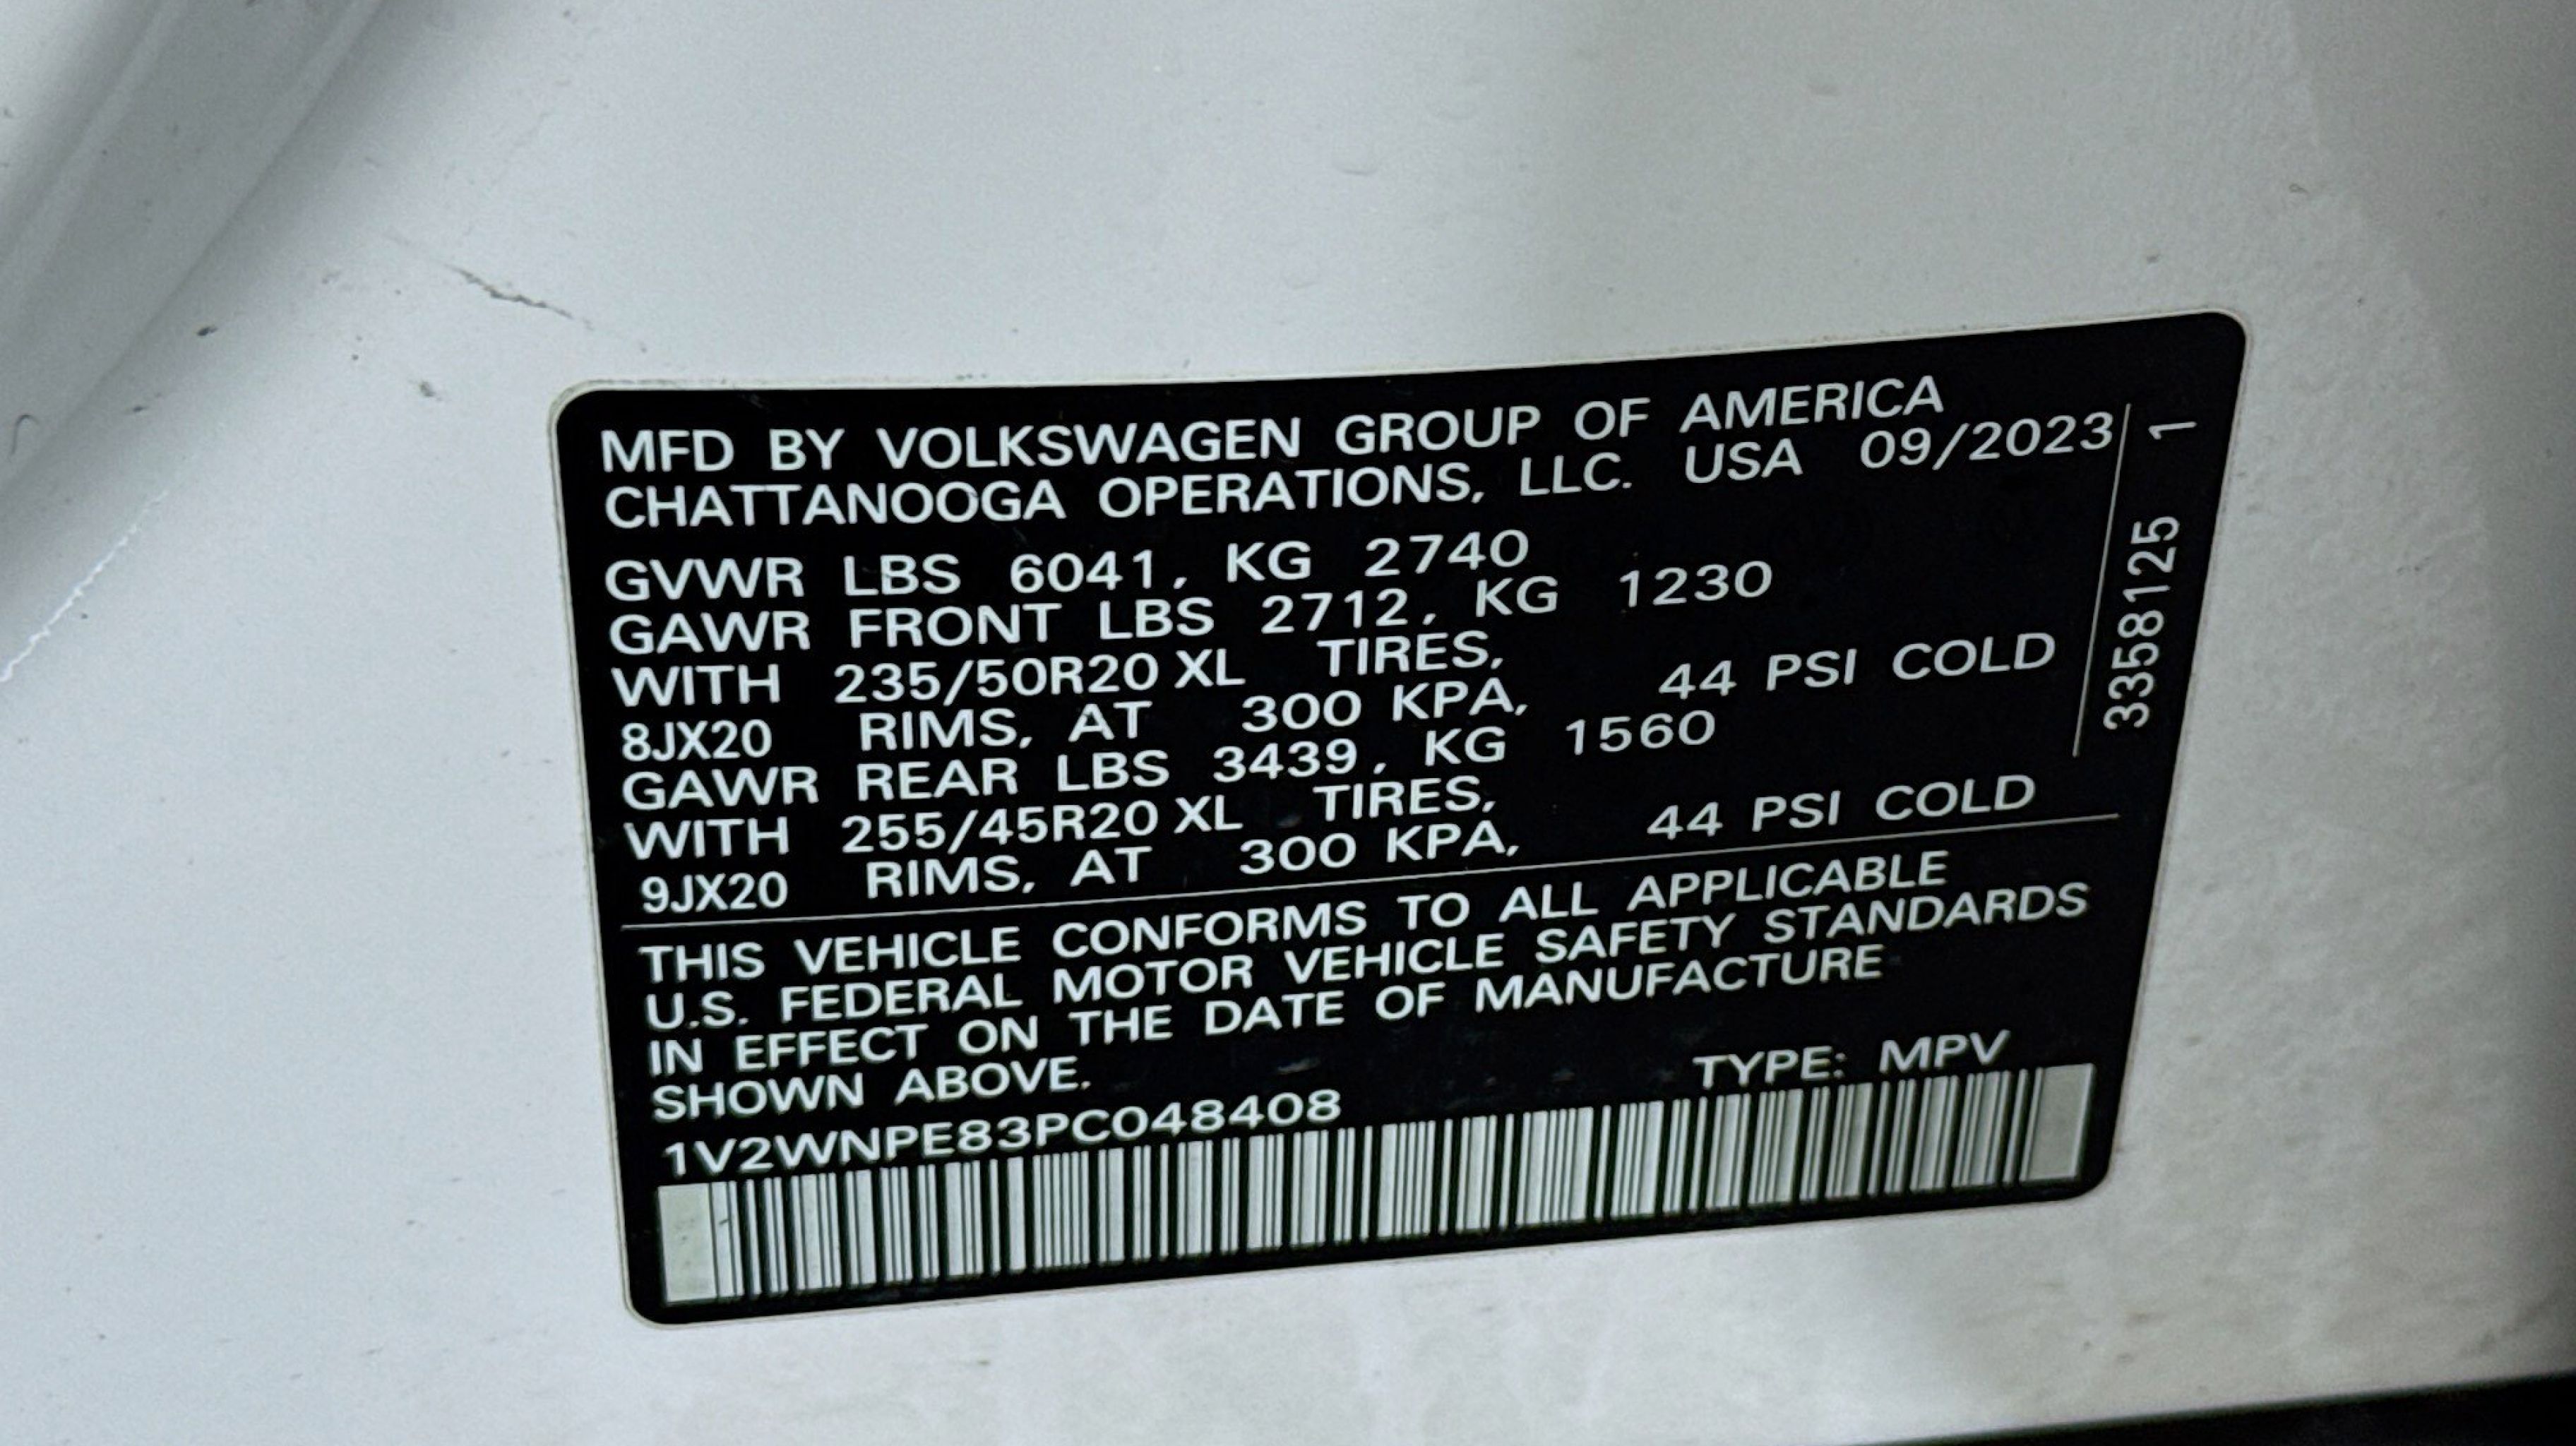 MFD BY VOLKSWAGEN GROUP OF AMERICA
CHATTANOOGA OPERATIONS, LLC. USA 09/2023
GVWR LBS 6041, KG 2740
GAWR FRONT LBS 2712, KG 1230
WITH 235/50R20 XL TIRES,
8JX20 RIMS, AT 300 KPA, 44 PSI COLD
GAWR REAR LBS 3439, KG 1560
WITH 255/45R20 XL TIRES,
9JX20 RIMS, AT 300 KPA, 44 PSI COLD
THIS VEHICLE CONFORMS TO ALL APPLICABLE
U.S. FEDERAL MOTOR VEHICLE SAFETY STANDARDS
IN EFFECT ON THE DATE OF MANUFACTURE
SHOWN ABOVE.
TYPE: MPV
1V2WNPE83PC048408
3358125 1